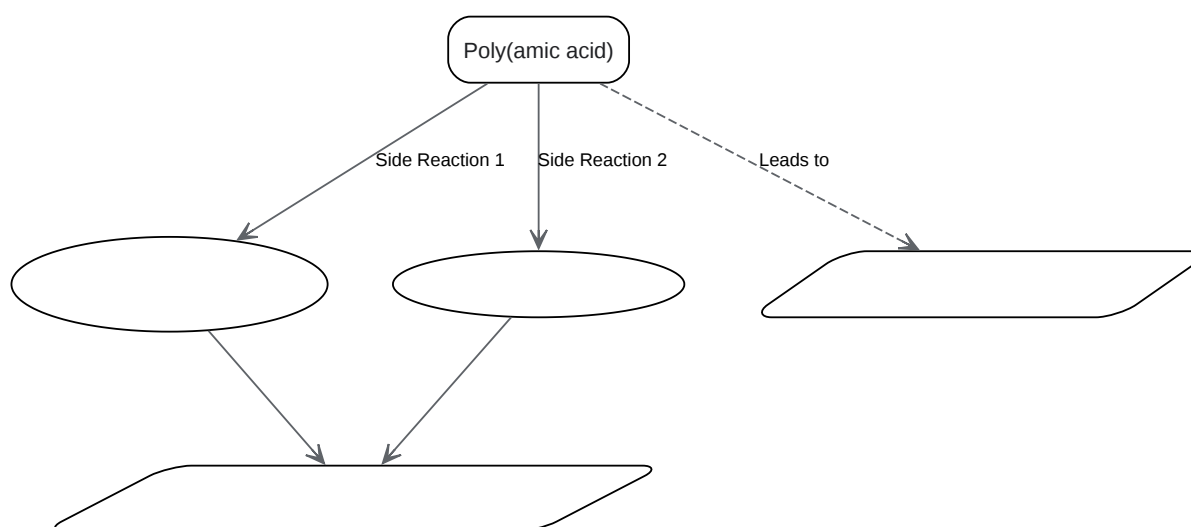 Poly(amic acid)
Side Reaction 1
Side Reaction 2
Leads to